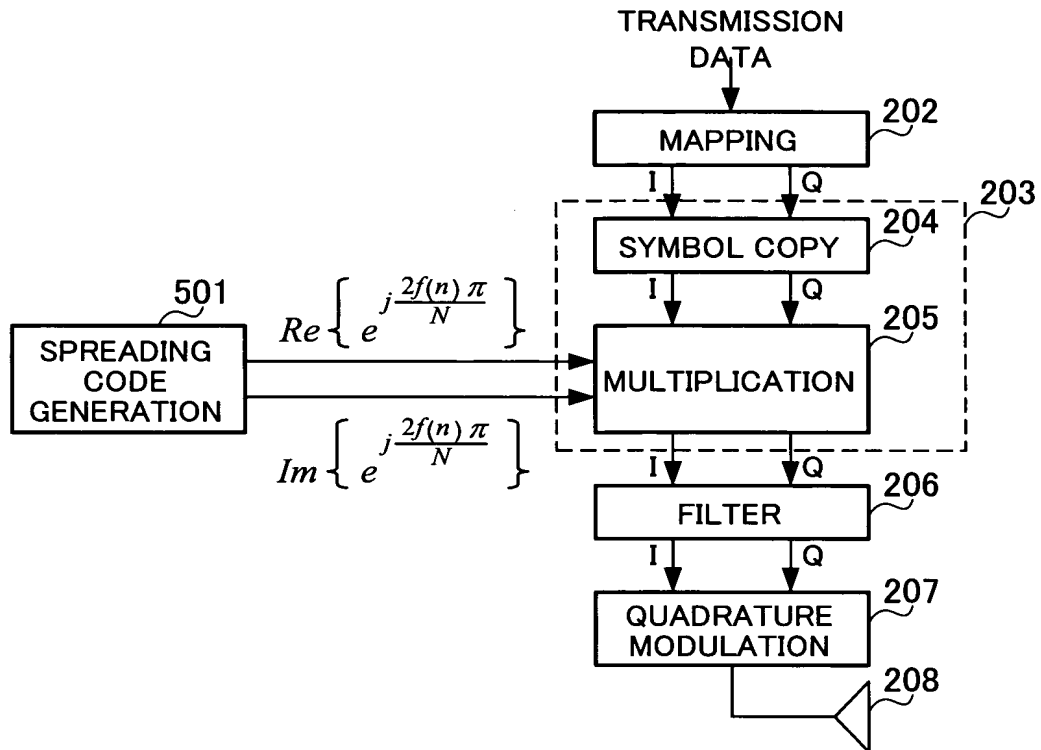 TRANSMISSION
DATA
202
MAPPING
I Q
203
204
SYMBOL COPY
I Q
501
SPREADING
CODE
GENERATION
Re { e^{j 2f(n)π/N} }
Im { e^{j 2f(n)π/N} }
205
MULTIPLICATION
I Q
206
FILTER
I Q
207
QUADRATURE
MODULATION
208